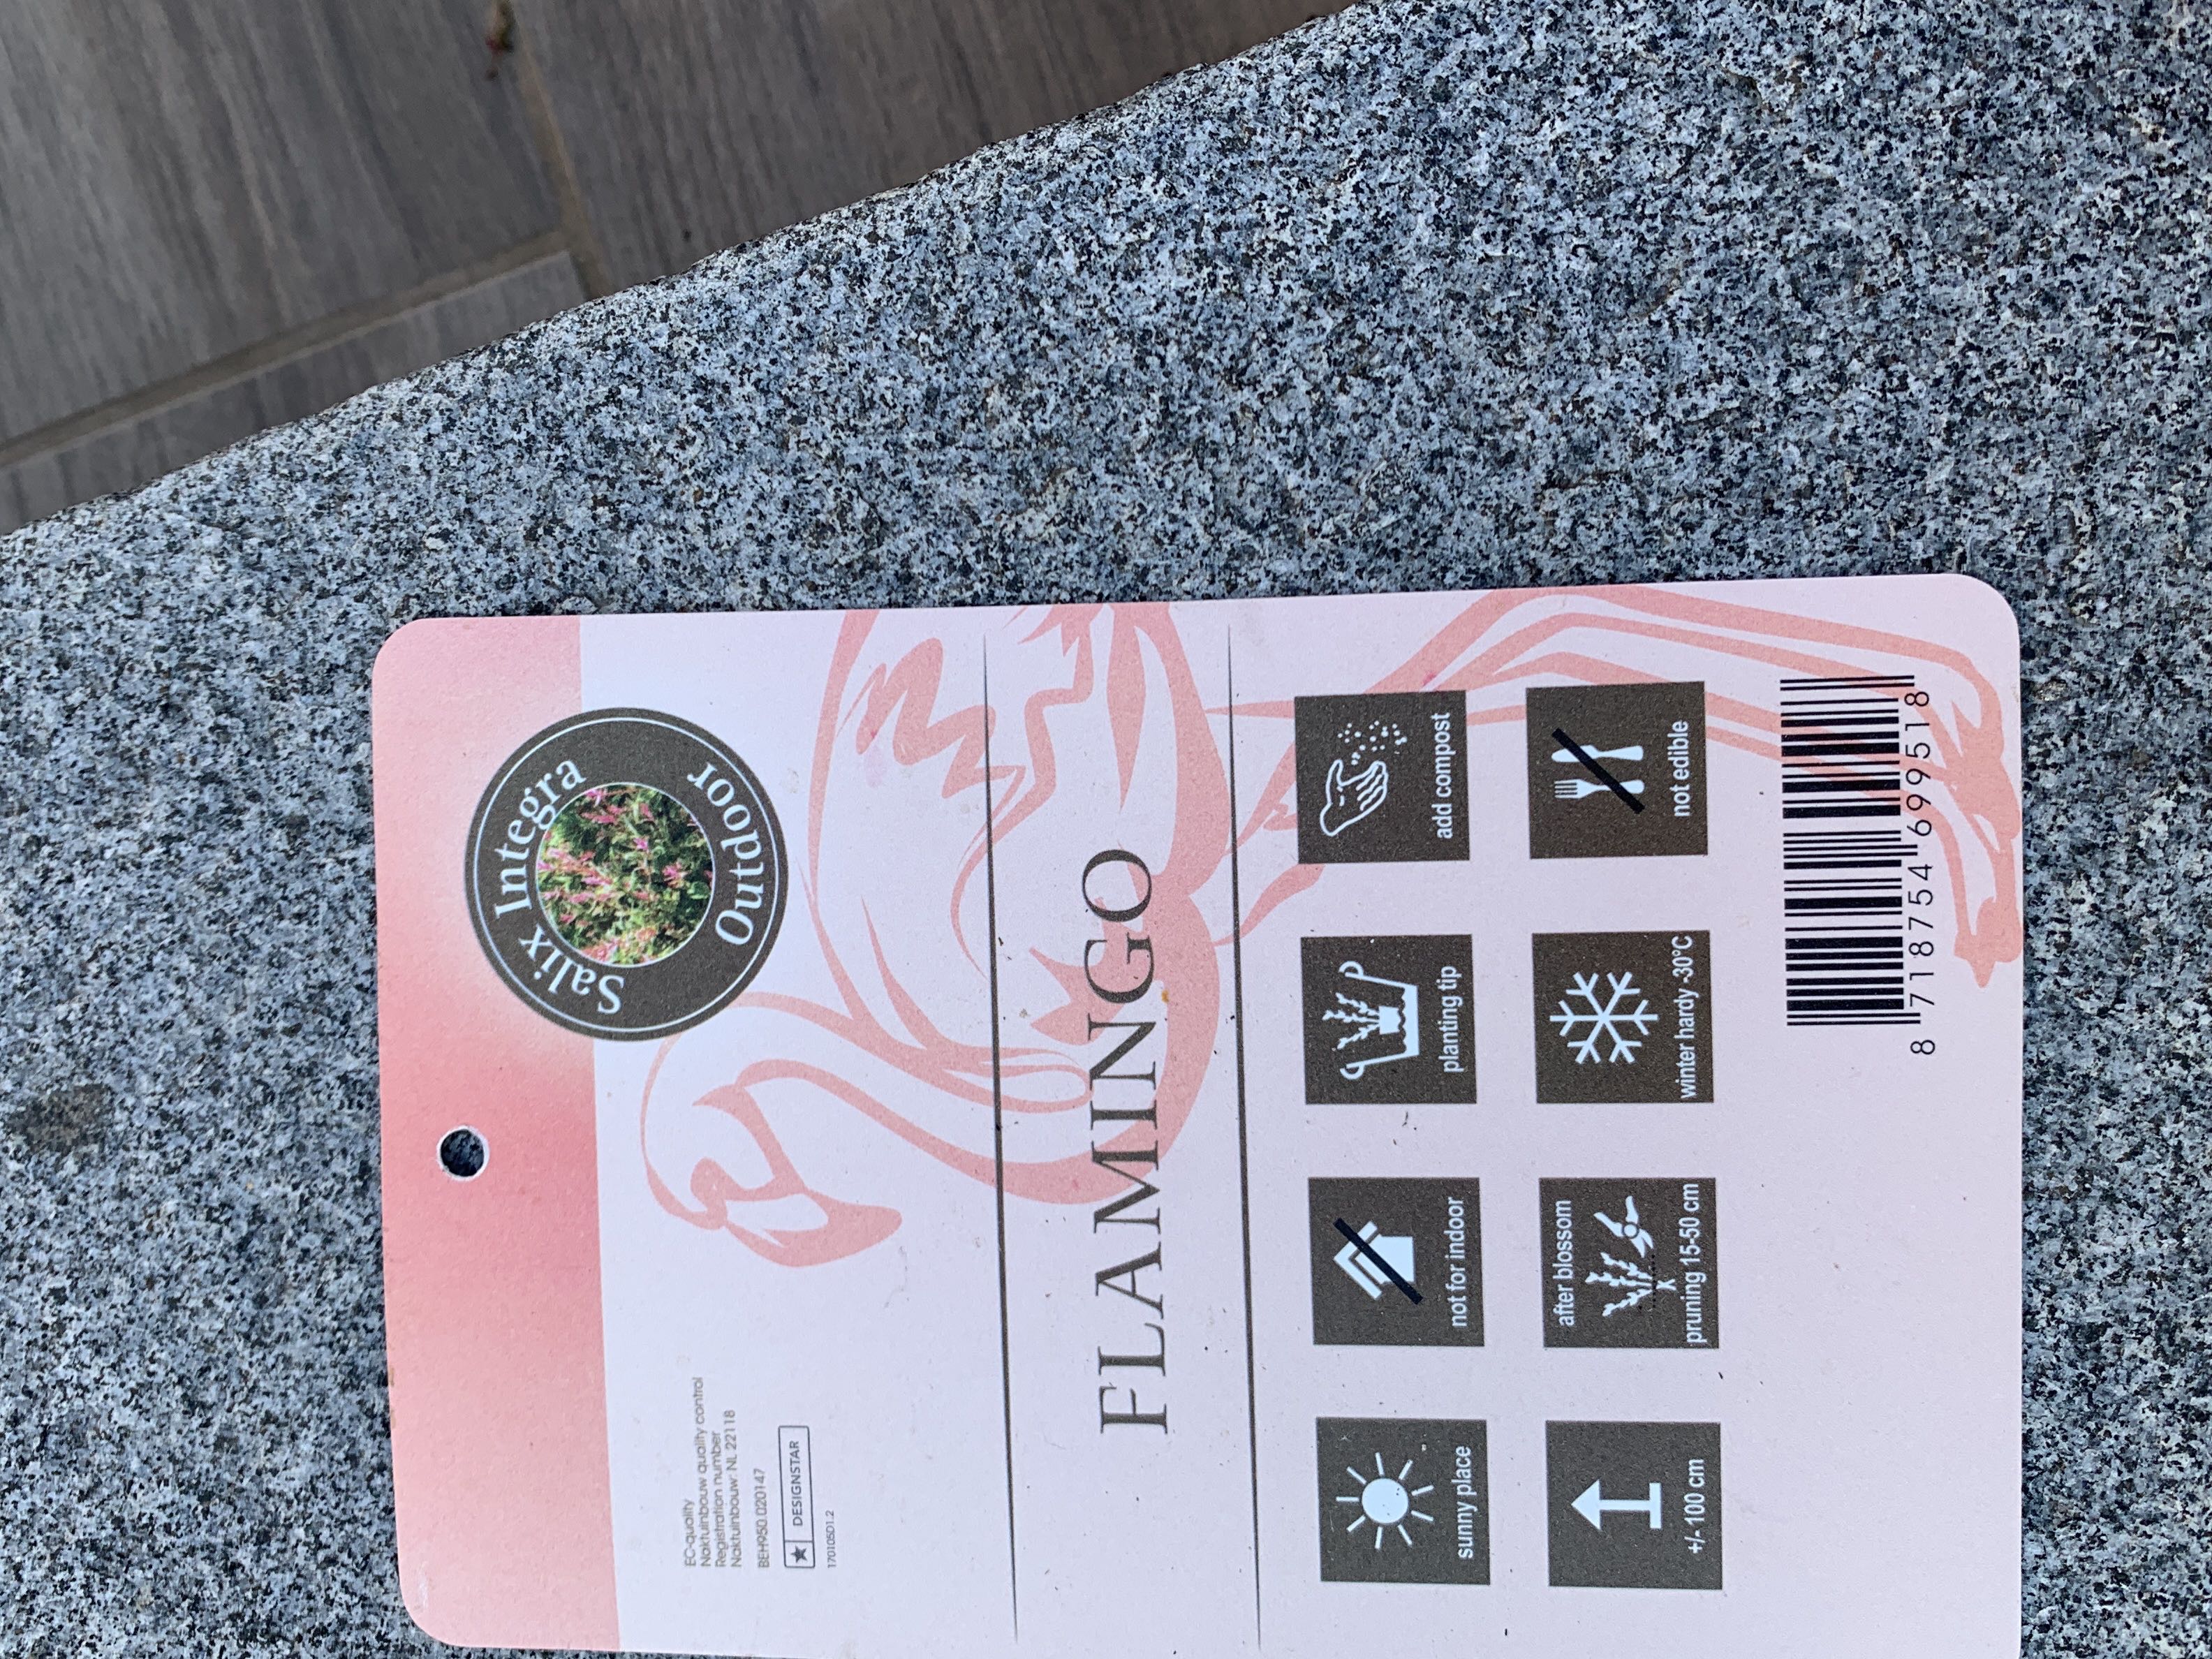 Salix Integra
Outdoor
EC-quality
Naktuinbouw quality control
Registration number
Naktuinbouw: NL 22118
BEH950.020147
DESIGNSTAR
170105D1.2
FLAMINGO
sunny place
not for indoor
planting tip
add compost
+/- 100 cm
after blossom
pruning 15-50 cm
winter hardy -30°C
not edible
8 718754 699518